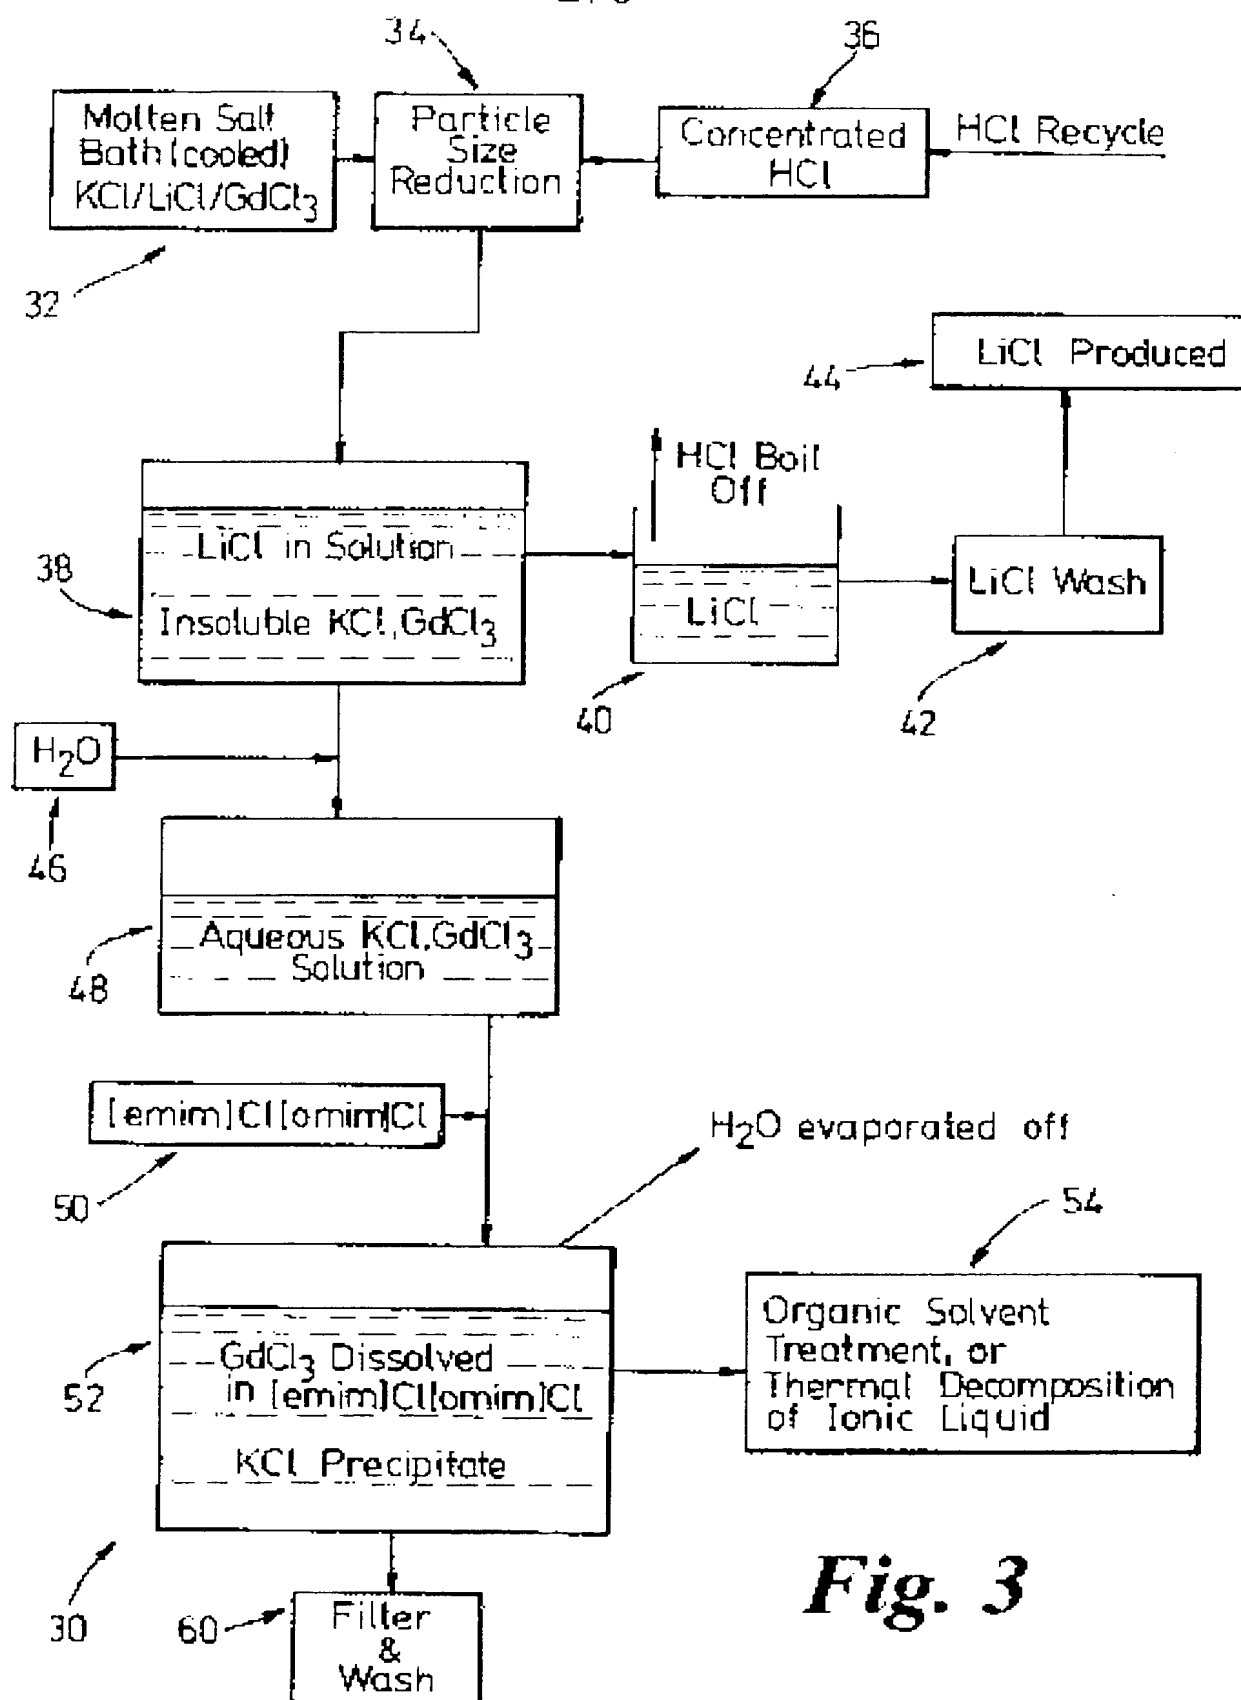 34
36
Molten Salt
Bath (cooled)
KCl/LiCl/GdCl₃
Particle
Size
Reduction
Concentrated
HCl
HCl Recycle
32
44
LiCl Produced
HCl Boil
Off
38
LiCl in Solution
Insoluble KCl, GdCl₃
LiCl
LiCl Wash
40
42
H₂O
46
Aqueous KCl, GdCl₃
Solution
48
[emim]Cl[omim]Cl
50
H₂O evaporated off
54
52
GdCl₃ Dissolved
in [emim]Cl[omim]Cl
KCl Precipitate
Organic Solvent
Treatment, or
Thermal Decomposition
of Ionic Liquid
30
60
Filter
&
Wash
Fig. 3